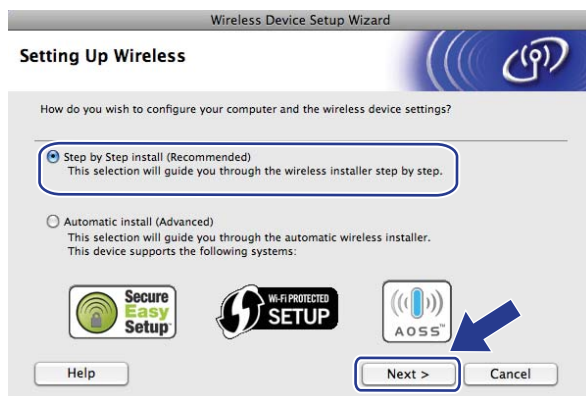 Wireless Device Setup Wizard
Setting Up Wireless
How do you wish to configure your computer and the wireless device settings?
Step by Step install (Recommended)
This selection will guide you through the wireless installer step by step.
Automatic install (Advanced)
This selection will guide you through the automatic wireless installer.
This device supports the following systems:
Secure
Easy
Setup™
Wi-Fi PROTECTED
SETUP
AOSS™
Help
Next >
Cancel